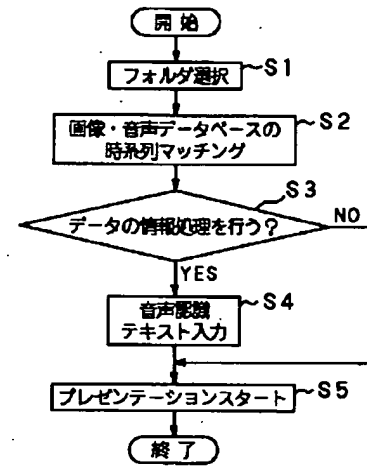 開始
フォルダ選択
S1
画像・音声データベースの
時系列マッチング
S2
S3
データの情報処理を行う?
NO
YES
音声認識
テキスト入力
S4
プレゼンテーションスタート
S5
終了